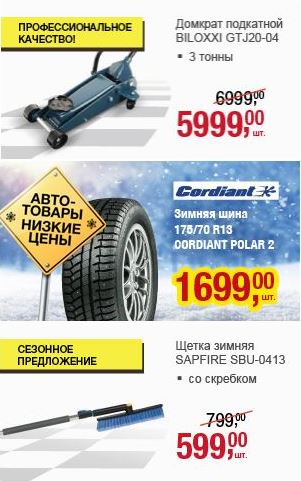 ПРОФЕССИОНАЛЬНОЕ
КАЧЕСТВО!
Домкрат подкатной
BILOXXI GTJ20-04
▪ 3 тонны
6999,00
5999,00 шт.
АВТО-
ТОВАРЫ
НИЗКИЕ
ЦЕНЫ
Cordiant
Зимняя шина
175/70 R13
CORDIANT POLAR 2
1699,00 шт.
СЕЗОННОЕ
ПРЕДЛОЖЕНИЕ
Щетка зимняя
SAPFIRE SBU-0413
▪ со скребком
799,00
599,00 шт.